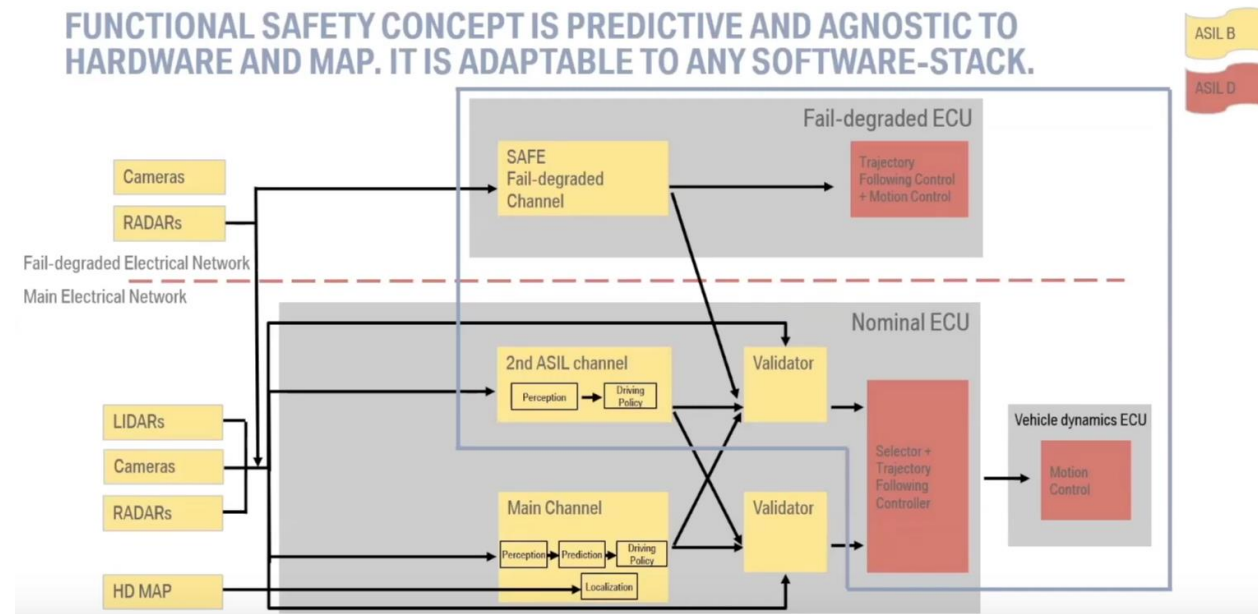 FUNCTIONAL SAFETY CONCEPT IS PREDICTIVE AND AGNOSTIC TO
HARDWARE AND MAP. IT IS ADAPTABLE TO ANY SOFTWARE-STACK.
ASIL B
ASIL D
Fail-degraded ECU
SAFE
Fail-degraded
Channel
Trajectory
Following Control
+ Motion Control
Cameras
RADARs
Fail-degraded Electrical Network
Main Electrical Network
Nominal ECU
2nd ASIL channel
Perception
Driving
Policy
Validator
LIDARs
Cameras
RADARs
HD MAP
Main Channel
Perception
Prediction
Driving
Policy
Localization
Validator
Selector +
Trajectory
Following
Controller
Vehicle dynamics ECU
Motion
Control